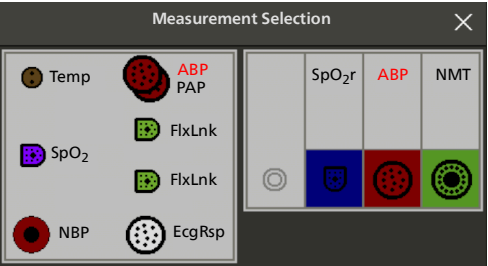 Measurement Selection
Temp
ABP
PAP
FlxLnk
SpO₂
FlxLnk
NBP
EcgRsp
SpO₂r
ABP
NMT